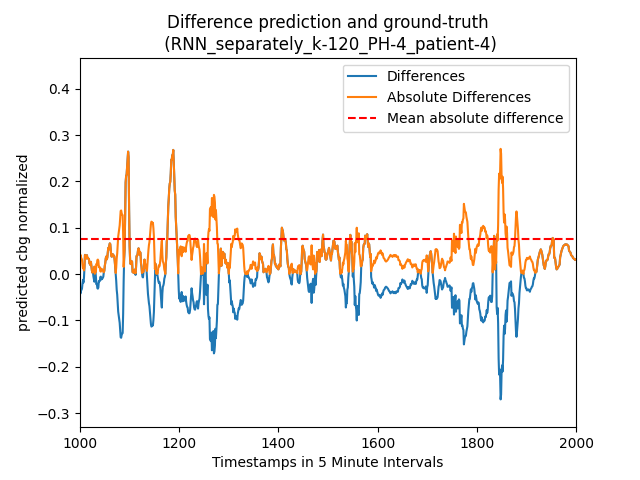 Difference prediction and ground-truth
(RNN_separately_k-120_PH-4_patient-4)
Differences
Absolute Differences
Mean absolute difference
predicted cbg normalized
0.4
0.3
0.2
0.1
0.0
−0.1
−0.2
−0.3
1000
1200
1400
1600
1800
2000
Timestamps in 5 Minute Intervals